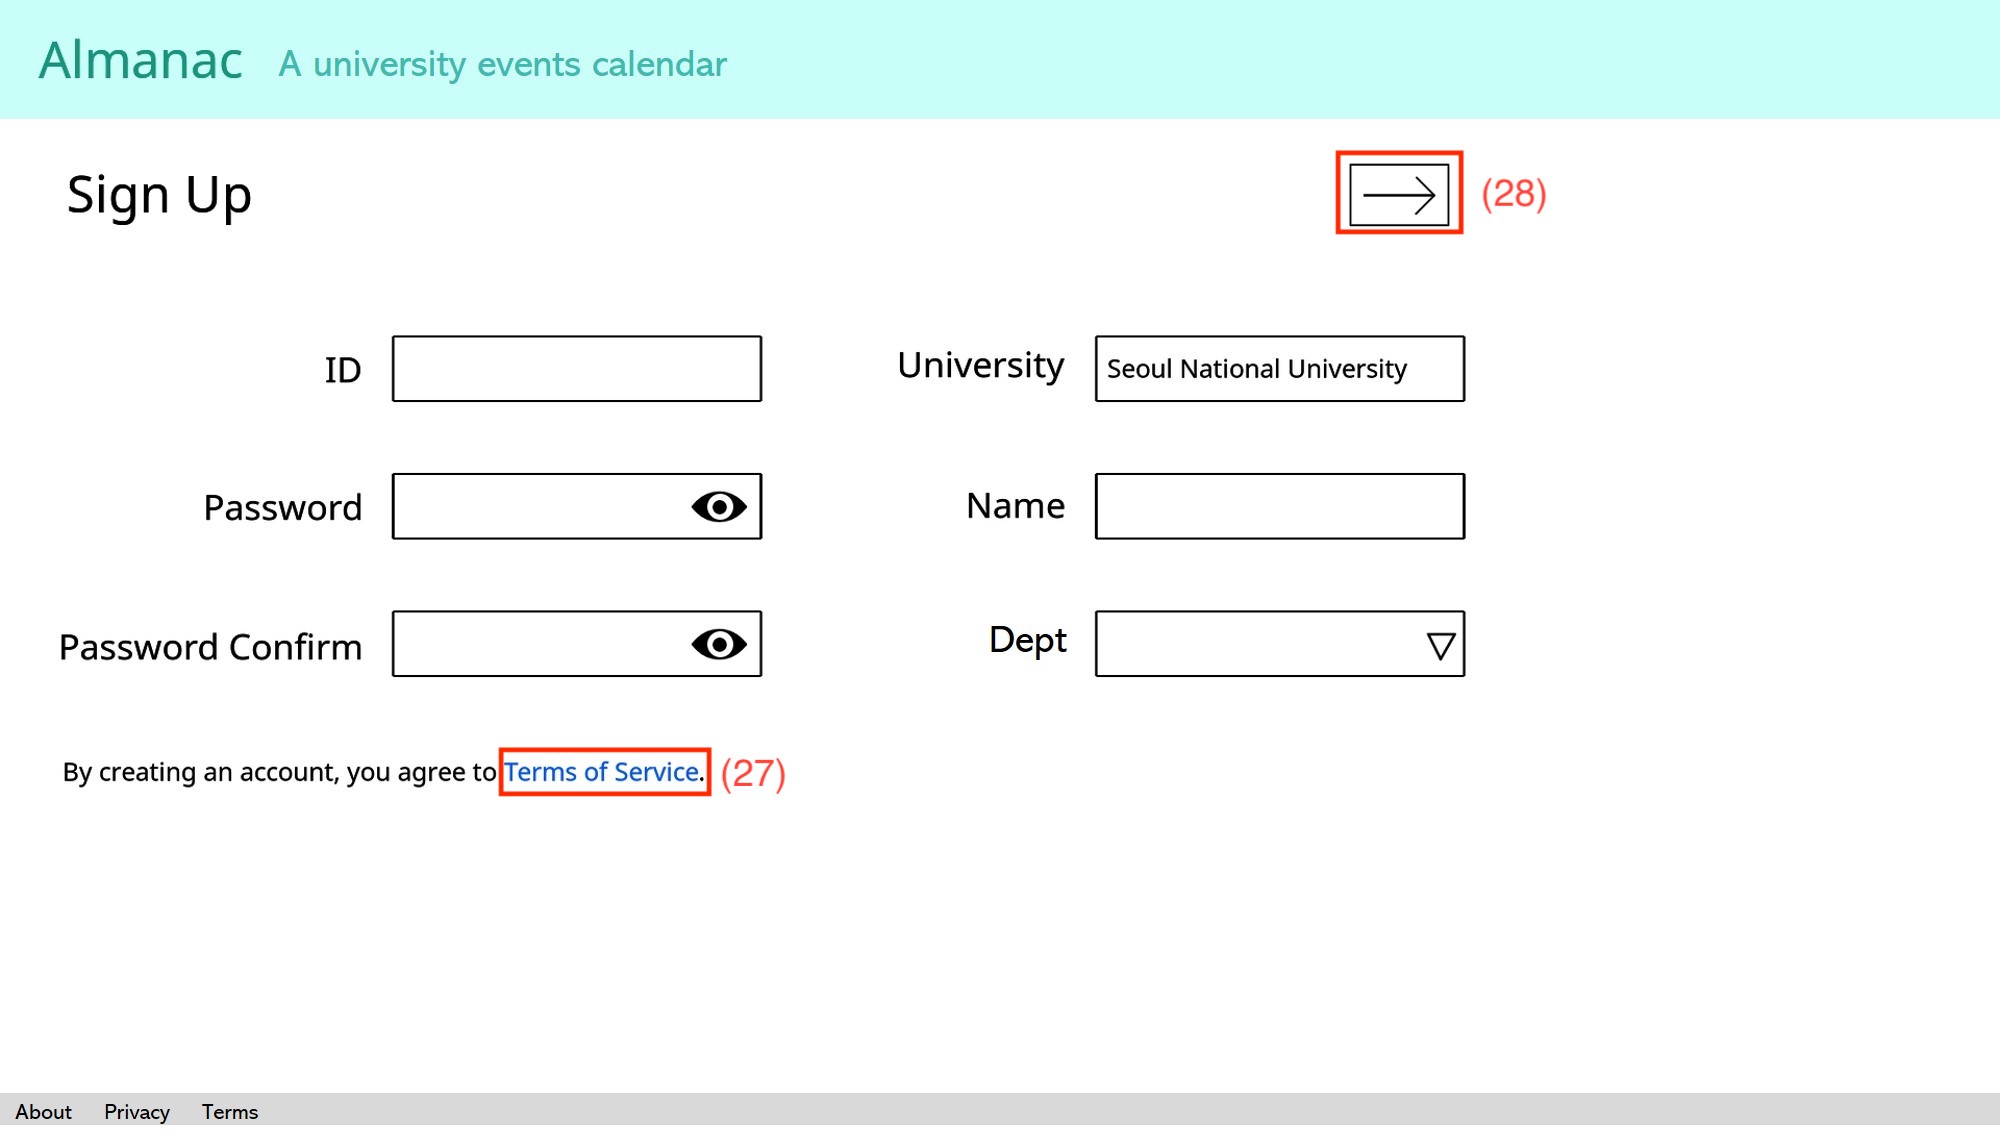 Almanac A university events calendar
Sign Up
(28)
ID
University
Seoul National University
Password
Name
Password Confirm
Dept
By creating an account, you agree to Terms of Service.
(27)
About Privacy Terms